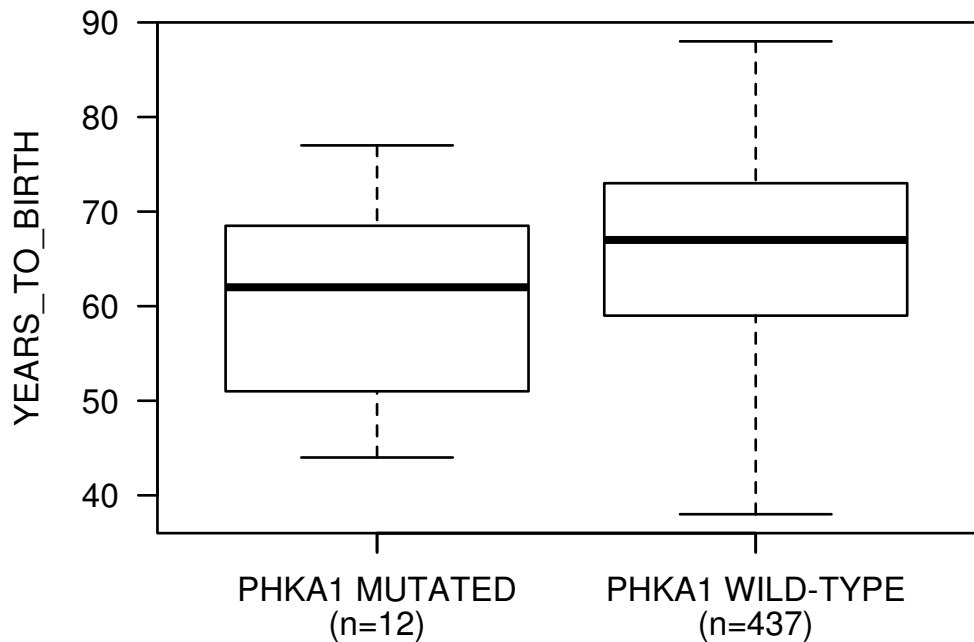 90
80
70
60
50
40
YEARS_TO_BIRTH
PHKA1 MUTATED
(n=12)
PHKA1 WILD-TYPE
(n=437)